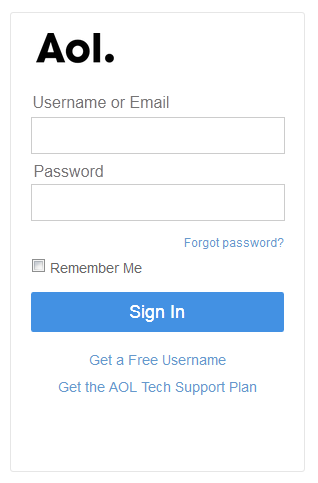 Aol.
Username or Email
Password
Forgot password?
Remember Me
Sign In
Get a Free Username
Get the AOL Tech Support Plan